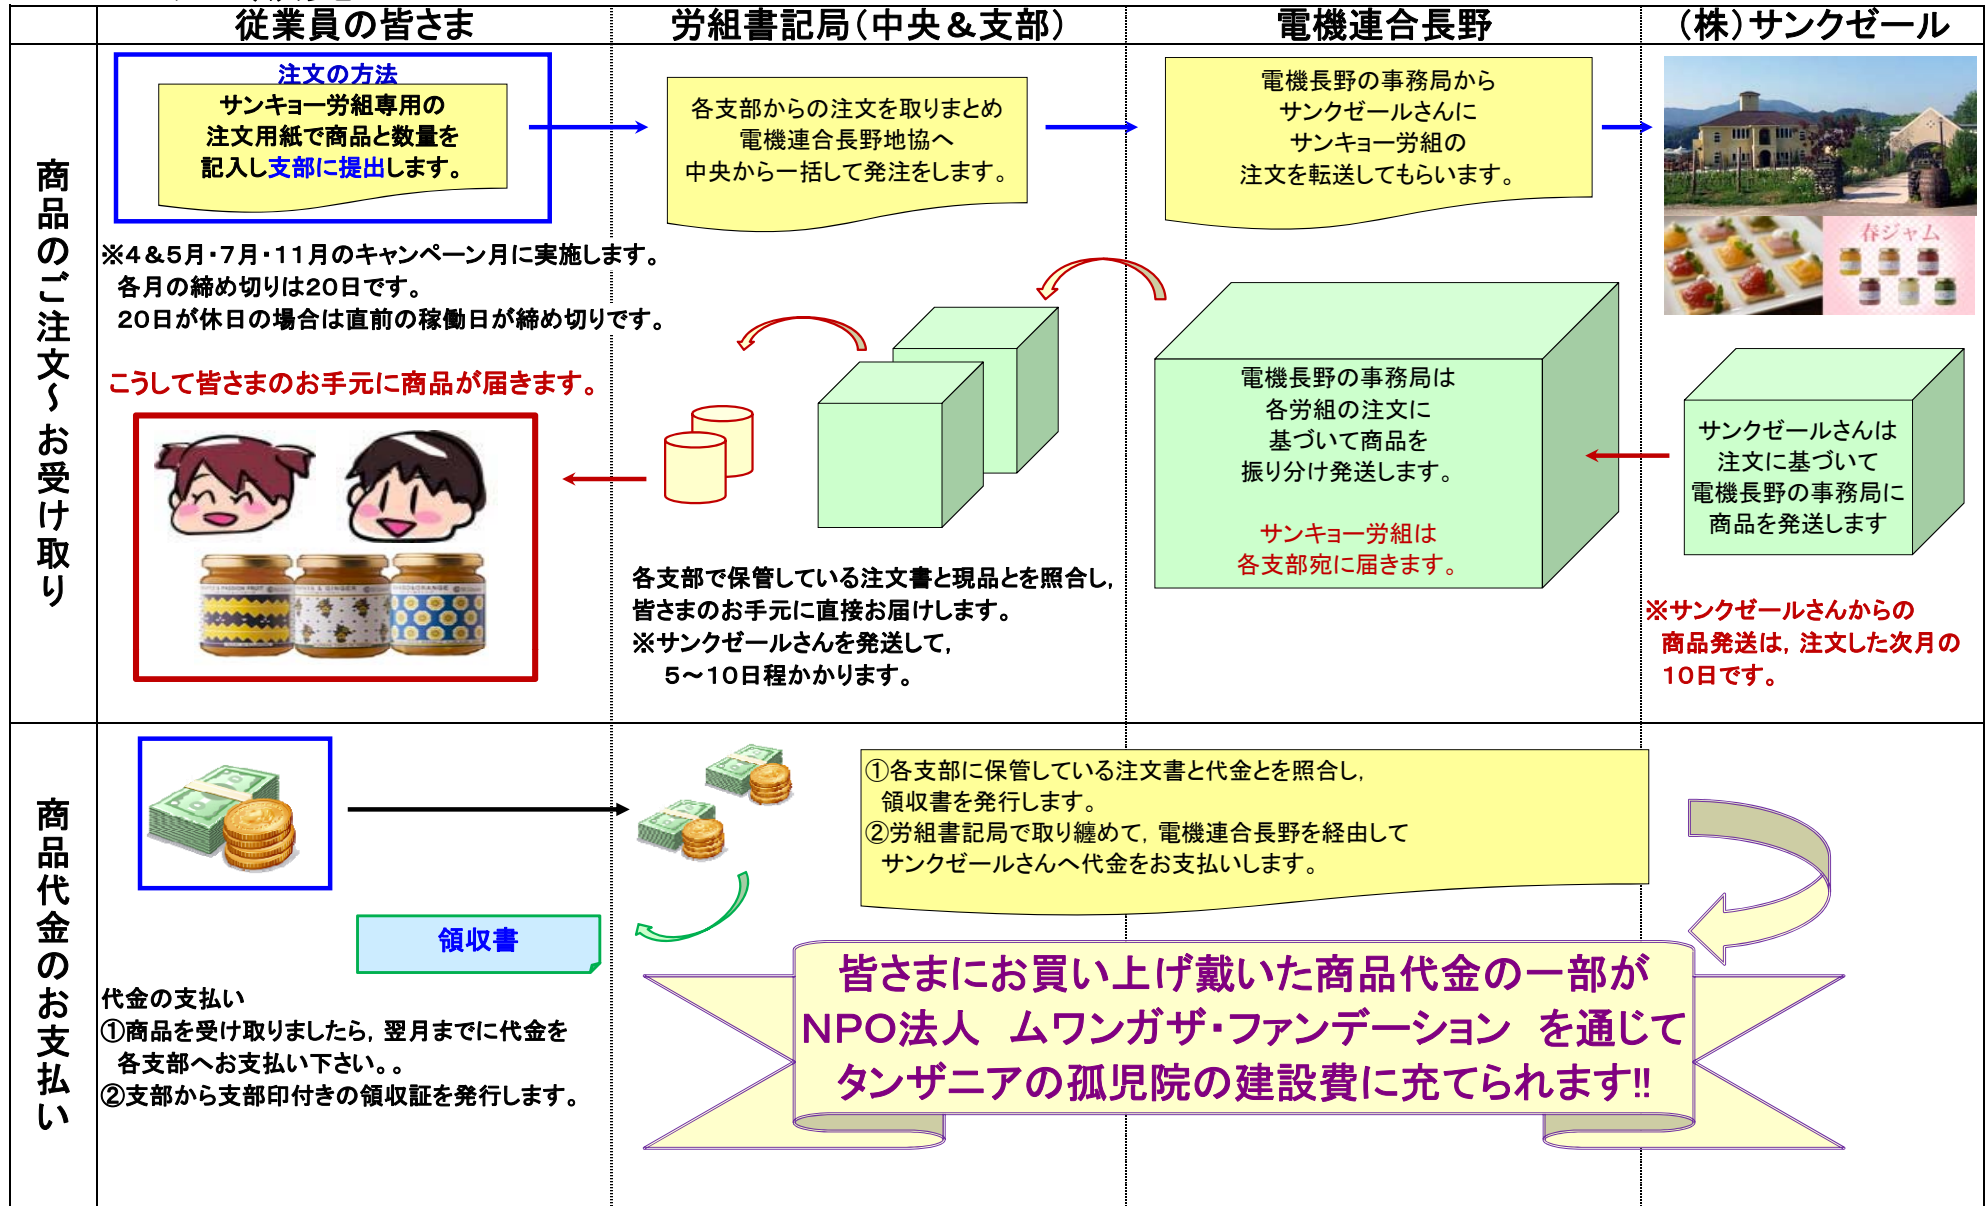 従業員の皆さま
労組書記局（中央＆支部）
電機連合長野
（株）サンクゼール
商品のご注文～お受け取り
注文の方法
サンキョー労組専用の
注文用紙で商品と数量を
記入し支部に提出します。
各支部からの注文を取りまとめ
電機連合長野地協へ
中央から一括して発注をします。
電機長野の事務局から
サンクゼールさんに
サンキョー労組の
注文を転送してもらいます。
春ジャム
※4＆5月・7月・11月のキャンペーン月に実施します。
各月の締め切りは20日です。
20日が休日の場合は直前の稼働日が締め切りです。
こうして皆さまのお手元に商品が届きます。
各支部で保管している注文書と現品とを照合し，
皆さまのお手元に直接お届けします。
※サンクゼールさんを発送して，
5～10日程かかります。
電機長野の事務局は
各労組の注文に
基づいて商品を
振り分け発送します。
サンキョー労組は
各支部宛に届きます。
サンクゼールさんは
注文に基づいて
電機長野の事務局に
商品を発送します
※サンクゼールさんからの
商品発送は，注文した次月の
10日です。
商品代金のお支払い
領収書
代金の支払い
①商品を受け取りましたら，翌月までに代金を
各支部へお支払い下さい。。
②支部から支部印付きの領収証を発行します。
①各支部に保管している注文書と代金とを照合し，
領収書を発行します。
②労組書記局で取り纏めて，電機連合長野を経由して
サンクゼールさんへ代金をお支払いします。
皆さまにお買い上げ戴いた商品代金の一部が
NPO法人　ムワンガザ・ファンデーション　を通じて
タンザニアの孤児院の建設費に充てられます!!